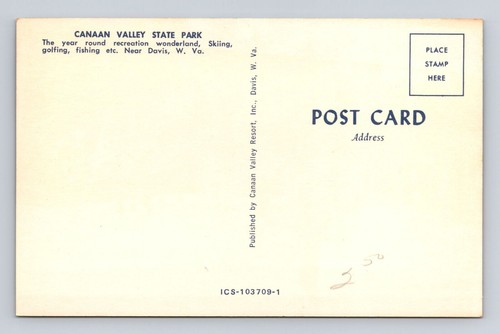 CANAAN VALLEY STATE PARK
The year round recreation wonderland, Skiing,
golfing, fishing etc. Near Davis, W. Va.
Published by Canaan Valley Resort, Inc., Davis, W. Va.
PLACE
STAMP
HERE
POST CARD
Address
50
ICS-103709-1